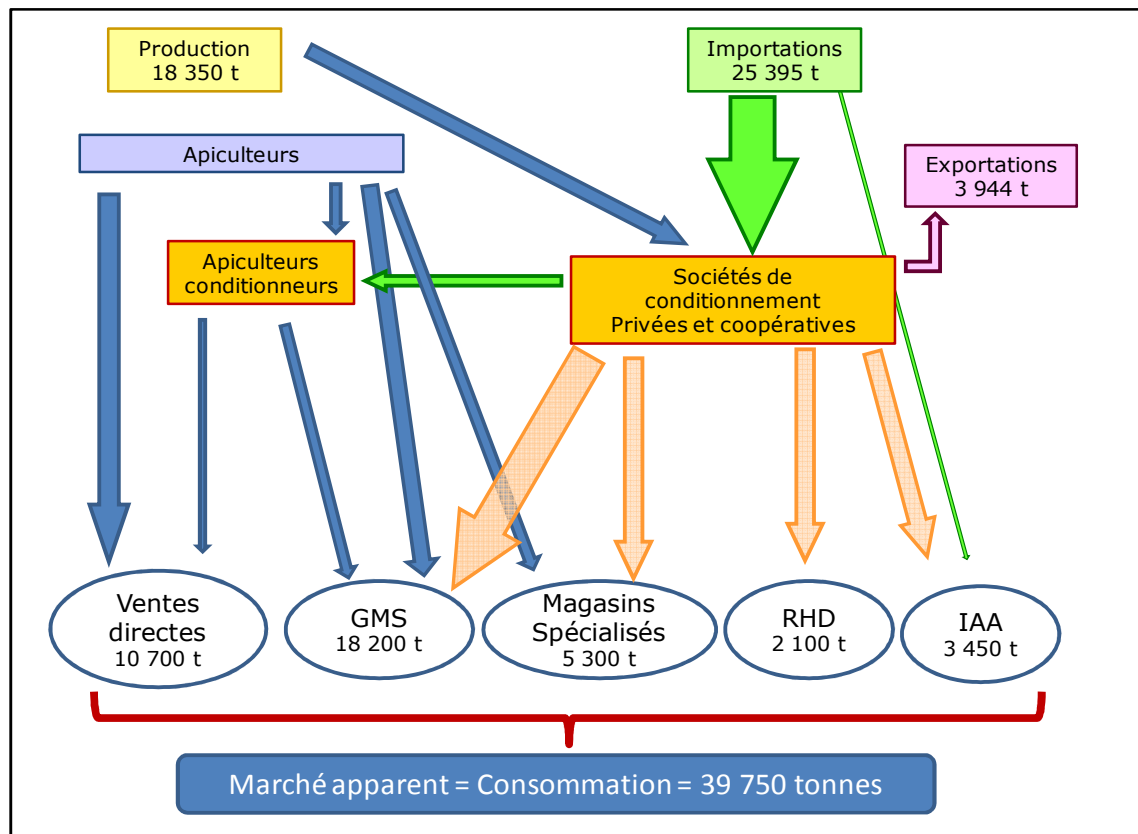 Production
18 350 t
Importations
25 395 t
Apiculteurs
Exportations
3 944 t
Apiculteurs
conditionneurs
Sociétés de
conditionnement
Privées et coopératives
Ventes
directes
10 700 t
GMS
18 200 t
Magasins
Spécialisés
5 300 t
RHD
2 100 t
IAA
3 450 t
Marché apparent = Consommation = 39 750 tonnes